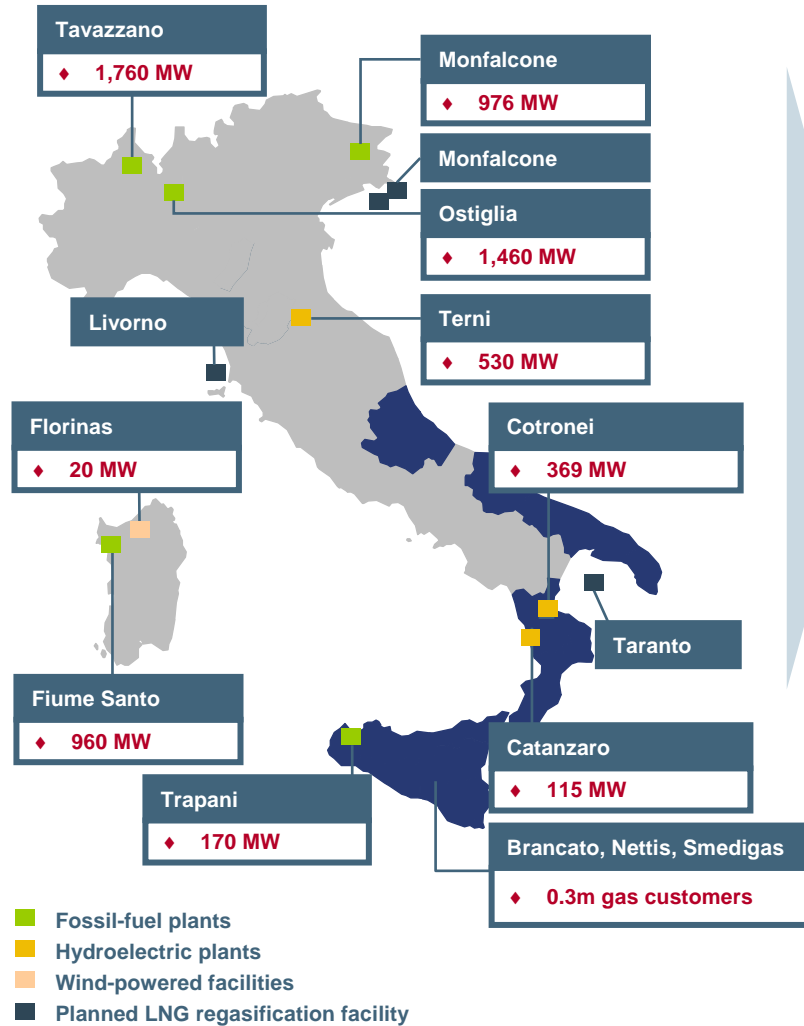 Tavazzano
♦ 1,760 MW
Monfalcone
♦ 976 MW
Monfalcone
Ostiglia
♦ 1,460 MW
Livorno
Terni
♦ 530 MW
Florinas
♦ 20 MW
Cotronei
♦ 369 MW
Taranto
Fiume Santo
♦ 960 MW
Catanzaro
♦ 115 MW
Trapani
♦ 170 MW
Brancato, Nettis, Smedigas
♦ 0.3m gas customers
Fossil-fuel plants
Hydroelectric plants
Wind-powered facilities
Planned LNG regasification facility